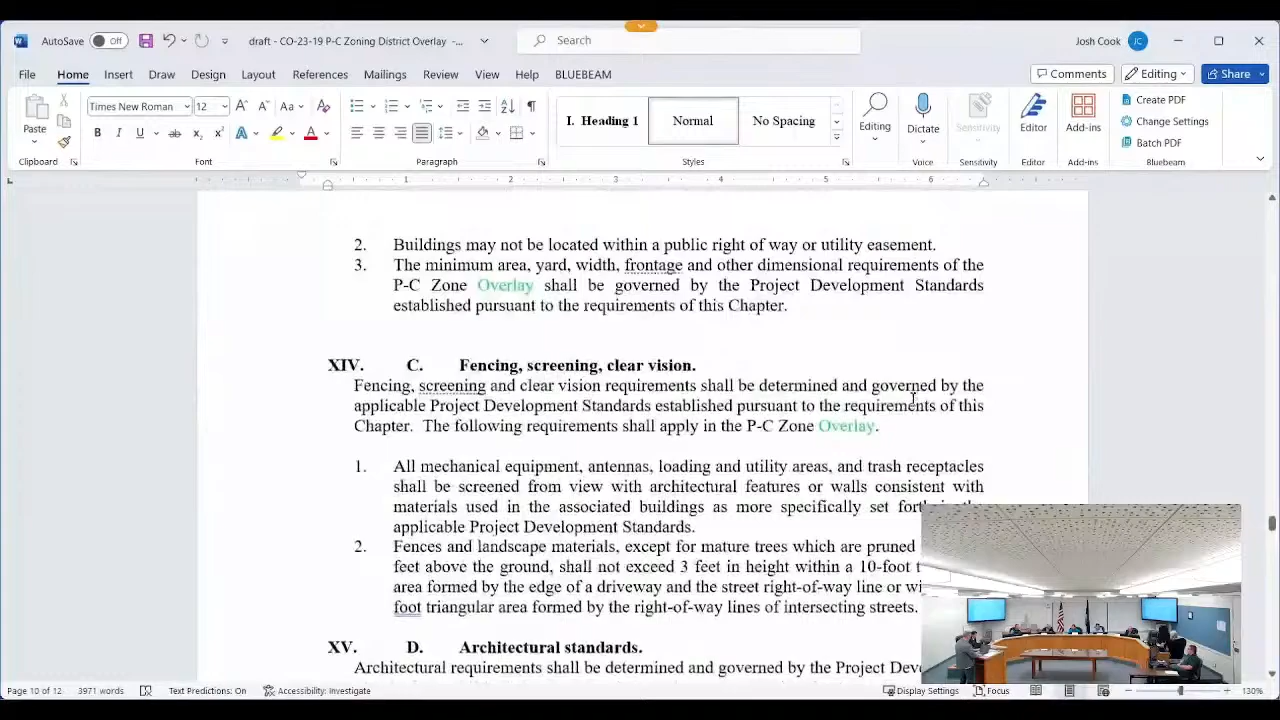 AutoSave Off draft - CO-23-19 P-C Zoning District Overlay -... Search Josh Cook JC
File Home Insert Draw Design Layout References Mailings Review View Help BLUEBEAM Comments Editing Share
Paste Times New Roman 12 Aa I. Heading 1 Normal No Spacing Editing Dictate Sensitivity Editor Add-ins Create PDF
Change Settings
Batch PDF
Clipboard Font Paragraph Styles Voice Sensitivity Editor Add-ins Bluebeam
1 2 3 4 5 6
2. Buildings may not be located within a public right of way or utility easement.
3. The minimum area, yard, width, frontage and other dimensional requirements of the
P-C Zone Overlay shall be governed by the Project Development Standards
established pursuant to the requirements of this Chapter.
XIV. C. Fencing, screening, clear vision.
Fencing, screening and clear vision requirements shall be determined and governed by the
applicable Project Development Standards established pursuant to the requirements of this
Chapter. The following requirements shall apply in the P-C Zone Overlay.
1. All mechanical equipment, antennas, loading and utility areas, and trash receptacles
shall be screened from view with architectural features or walls consistent with
materials used in the associated buildings as more specifically set
applicable Project Development Standards.
2. Fences and landscape materials, except for mature trees which are pruned
feet above the ground, shall not exceed 3 feet in height within a 10-foot
area formed by the edge of a driveway and the street right-of-way line or
foot triangular area formed by the right-of-way lines of intersecting streets.
XV. D. Architectural standards.
Architectural requirements shall be determined and governed by the Project
Page 10 of 12 3971 words Text Predictions: On Accessibility: Investigate Display Settings Focus 130%